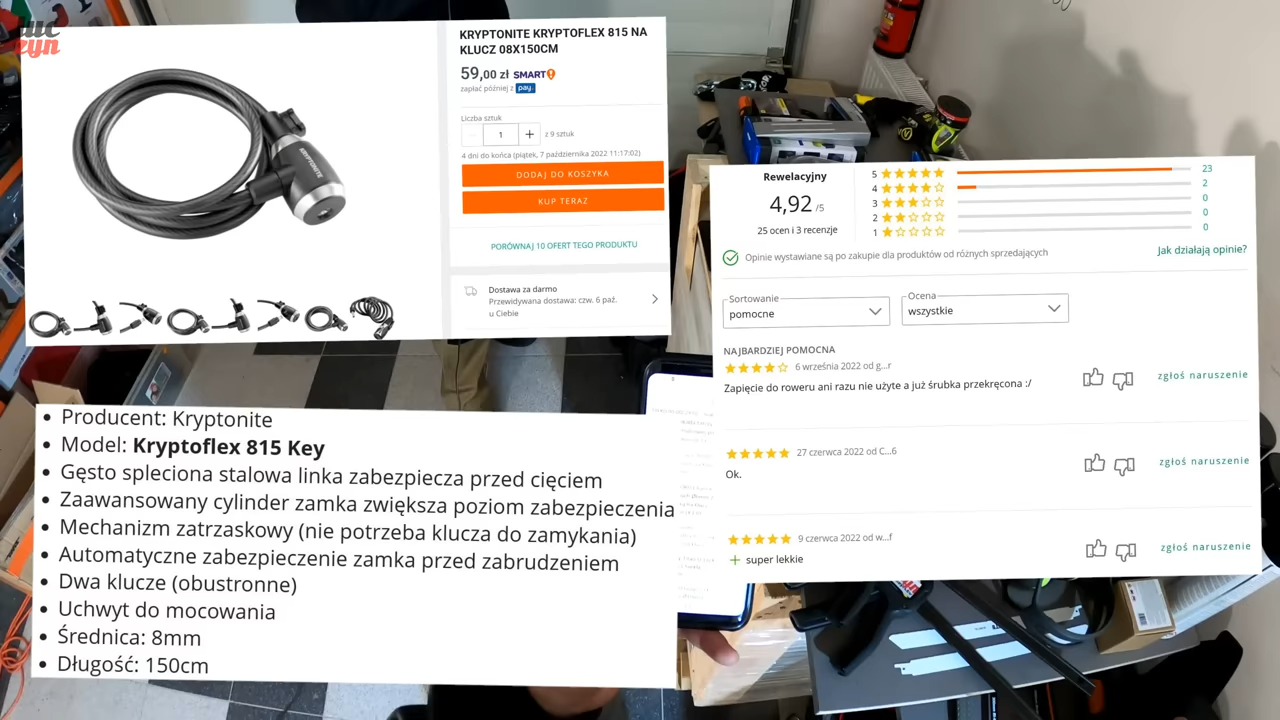 KRYPTONITE KRYPTOFLEX 815 NA
KLUCZ 08X150CM
59,00 zł SMART!
zapłać później z pay
Liczba sztuk
1 + z 9 sztuk
4 dni do końca (piątek, 7 października 2022 11:17:02)
DODAJ DO KOSZYKA
KUP TERAZ
PORÓWNAJ 10 OFERT TEGO PRODUKTU
Dostawa za darmo
Przewidywana dostawa: czw. 6 paź.
u Ciebie
KRYPTONITE
Rewelacyjny
4,92 /5
25 ocen i 3 recenzje
5 23
4 2
3 0
2 0
1 0
Opinie wystawiane są po zakupie dla produktów od różnych sprzedających
Jak działają opinie?
Sortowanie
pomocne
Ocena
wszystkie
NAJBARDZIEJ POMOCNA
6 września 2022 od g...r
Zapięcie do roweru ani razu nie użyte a już śrubka przekręcona :/
zgłoś naruszenie
27 czerwca 2022 od C...6
Ok.
zgłoś naruszenie
9 czerwca 2022 od w...f
+ super lekkie
zgłoś naruszenie
• Producent: Kryptonite
• Model: Kryptoflex 815 Key
• Gęsto spleciona stalowa linka zabezpiecza przed cięciem
• Zaawansowany cylinder zamka zwiększa poziom zabezpieczenia
• Mechanizm zatrzaskowy (nie potrzeba klucza do zamykania)
• Automatyczne zabezpieczenie zamka przed zabrudzeniem
• Dwa klucze (obustronne)
• Uchwyt do mocowania
• Średnica: 8mm
• Długość: 150cm